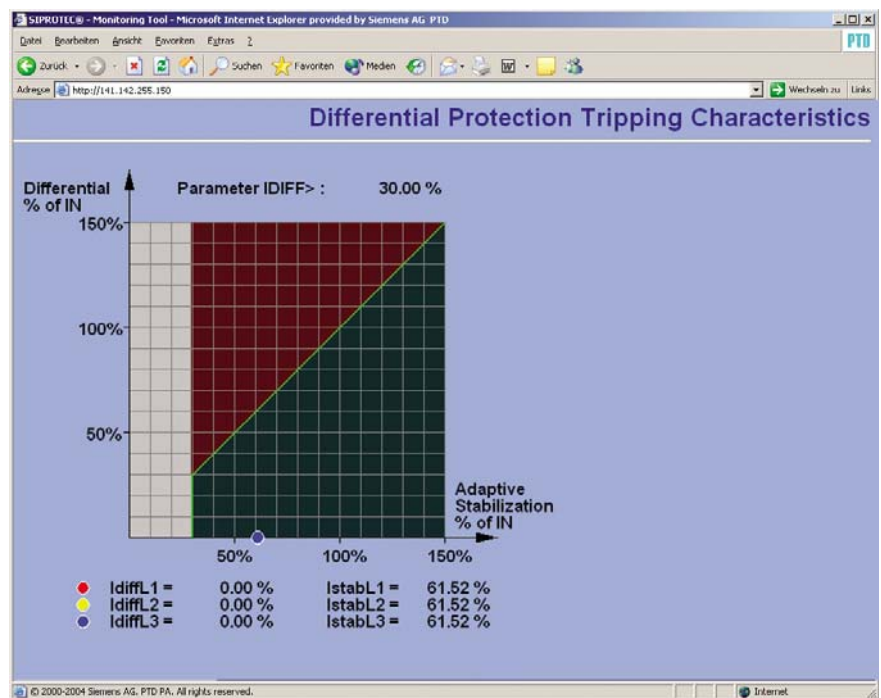 SIPROTEC® - Monitoring Tool - Microsoft Internet Explorer provided by Siemens AG PTD
Datei Bearbeiten Ansicht Favoriten Extras ?
PTD
Zurück Suchen Favoriten Medien
Adresse http://141.142.255.150 Wechseln zu Links
Differential Protection Tripping Characteristics
Differential
% of IN
Parameter IDIFF> : 30.00 %
150%
100%
50%
Adaptive
Stabilization
% of IN
50% 100% 150%
IdiffL1 = 0.00 % IstabL1 = 61.52 %
IdiffL2 = 0.00 % IstabL2 = 61.52 %
IdiffL3 = 0.00 % IstabL3 = 61.52 %
© 2000-2004 Siemens AG. PTD PA. All rights reserved. Internet